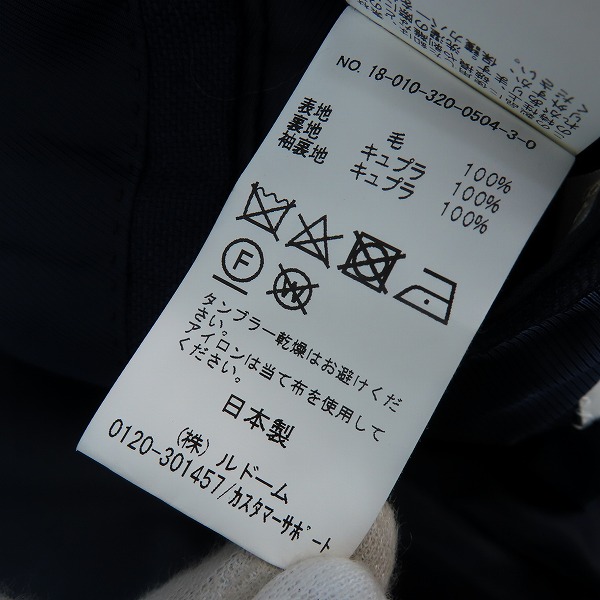 NO. 18-010-320-0504-3-0
表地 毛 100%
裏地 キュプラ 100%
袖裏地 キュプラ 100%
F
W
タンブラー乾燥はお避けくだ
さい。
アイロンは当て布を使用して
ください。
日本製
(株) ルドーム
0120-301457/カスタマーサポート